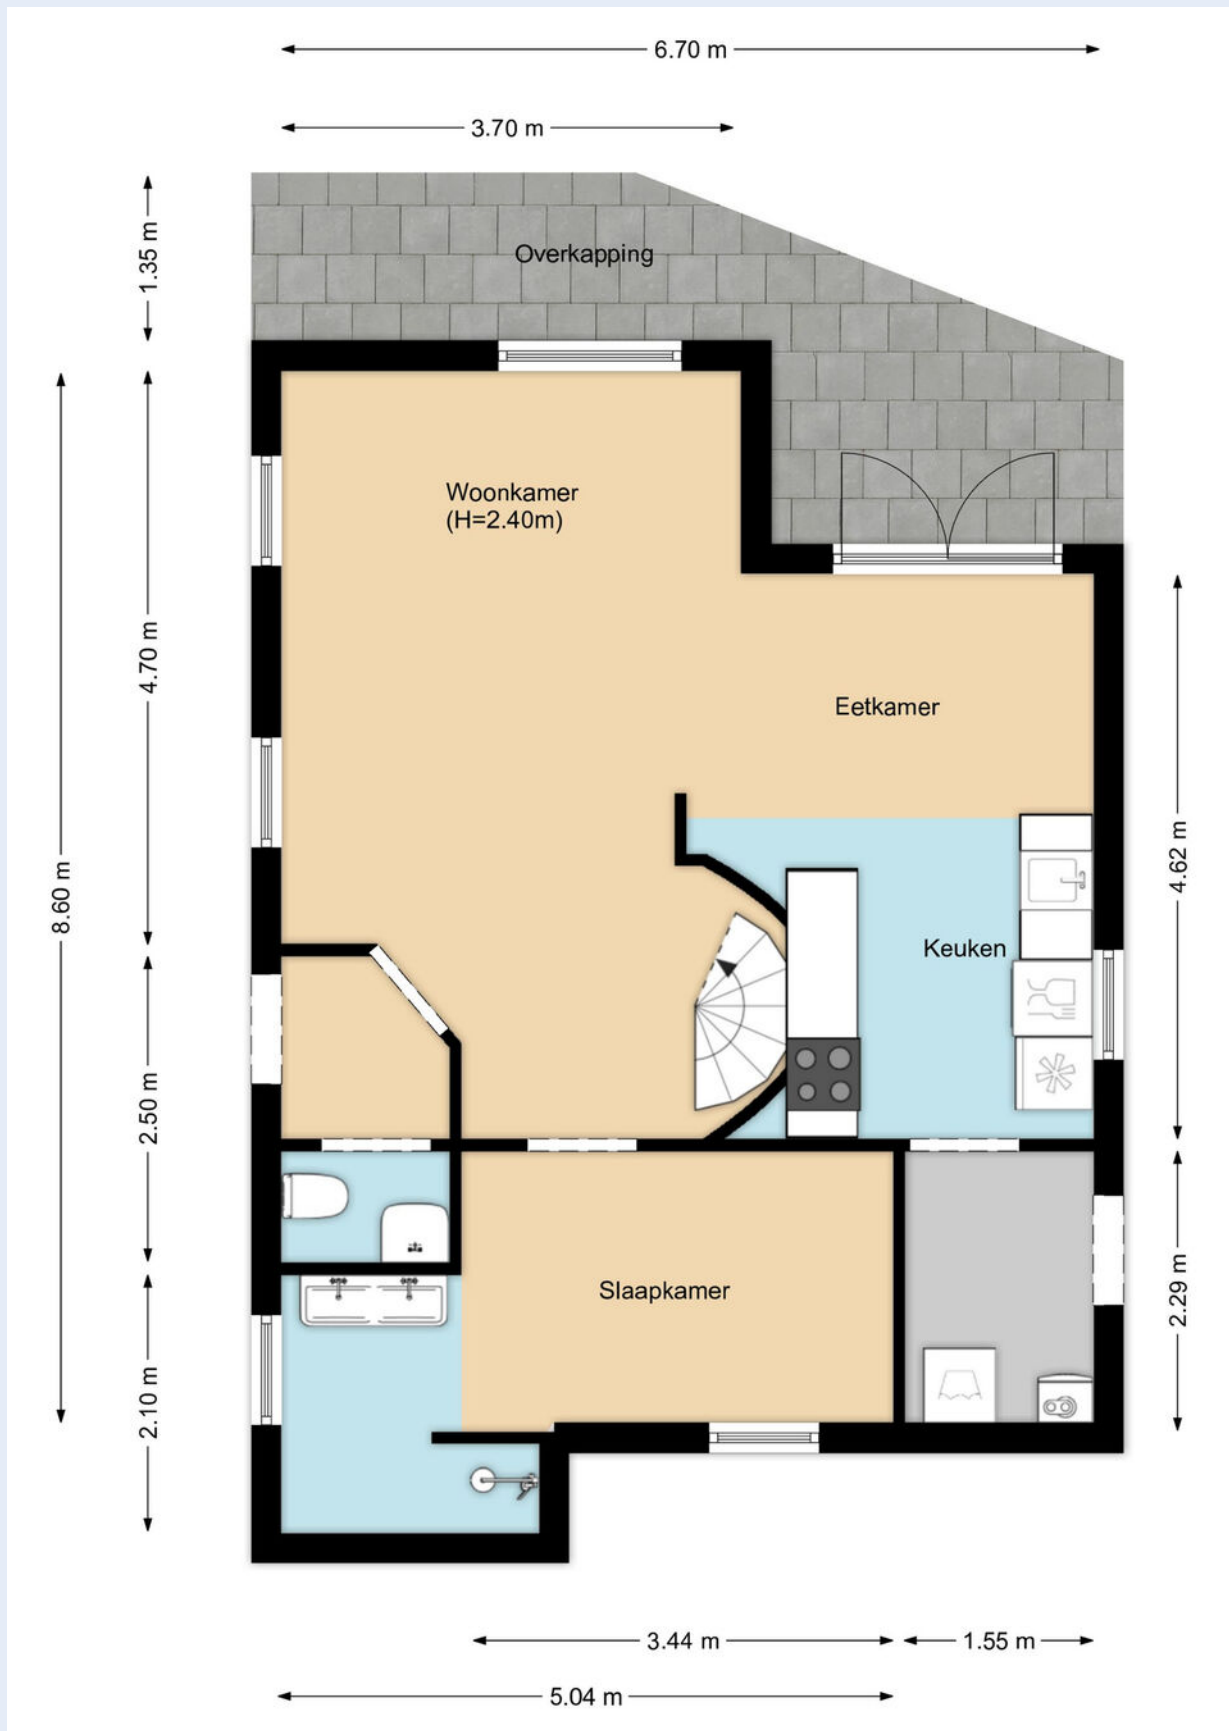 6.70 m
3.70 m
1.35 m
Overkapping
8.60 m
4.70 m
Woonkamer
(H=2.40m)
Eetkamer
4.62 m
Keuken
2.50 m
Slaapkamer
2.29 m
2.10 m
3.44 m
1.55 m
5.04 m